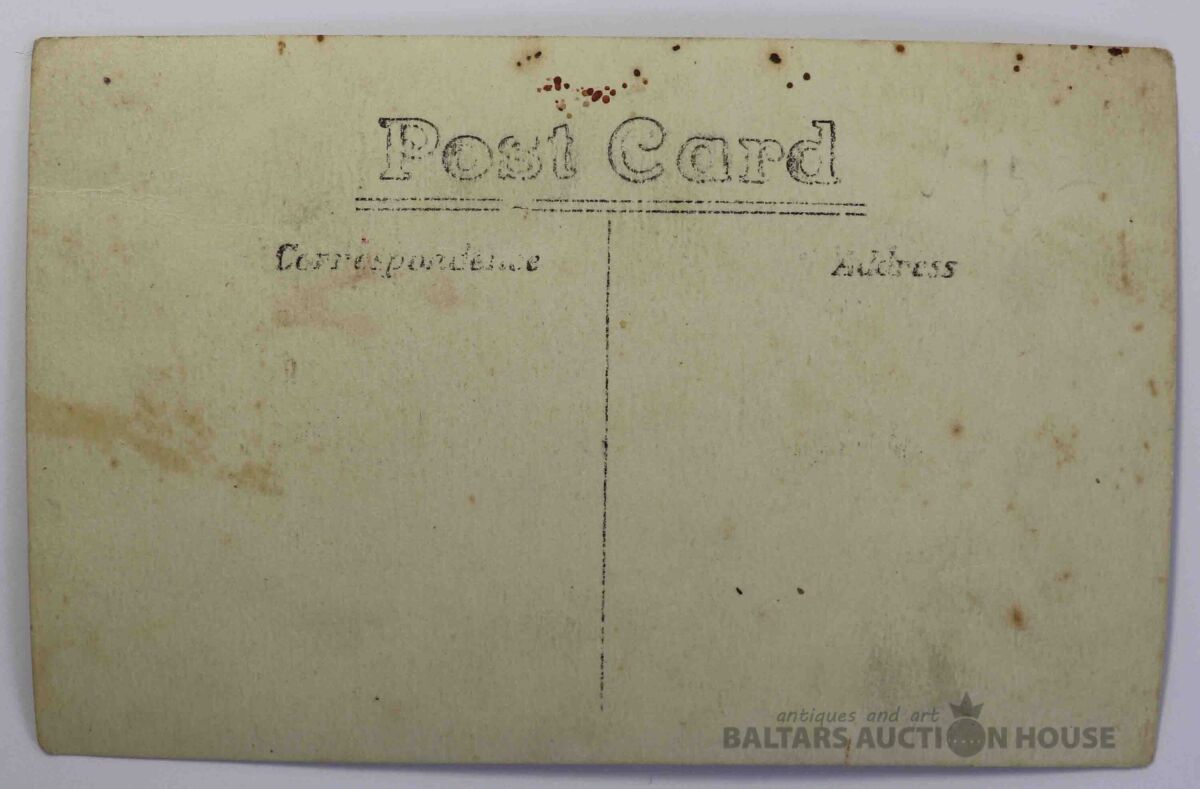 Post Card
Correspondence
Address
antiques and art
BALTARS AUCTION HOUSE